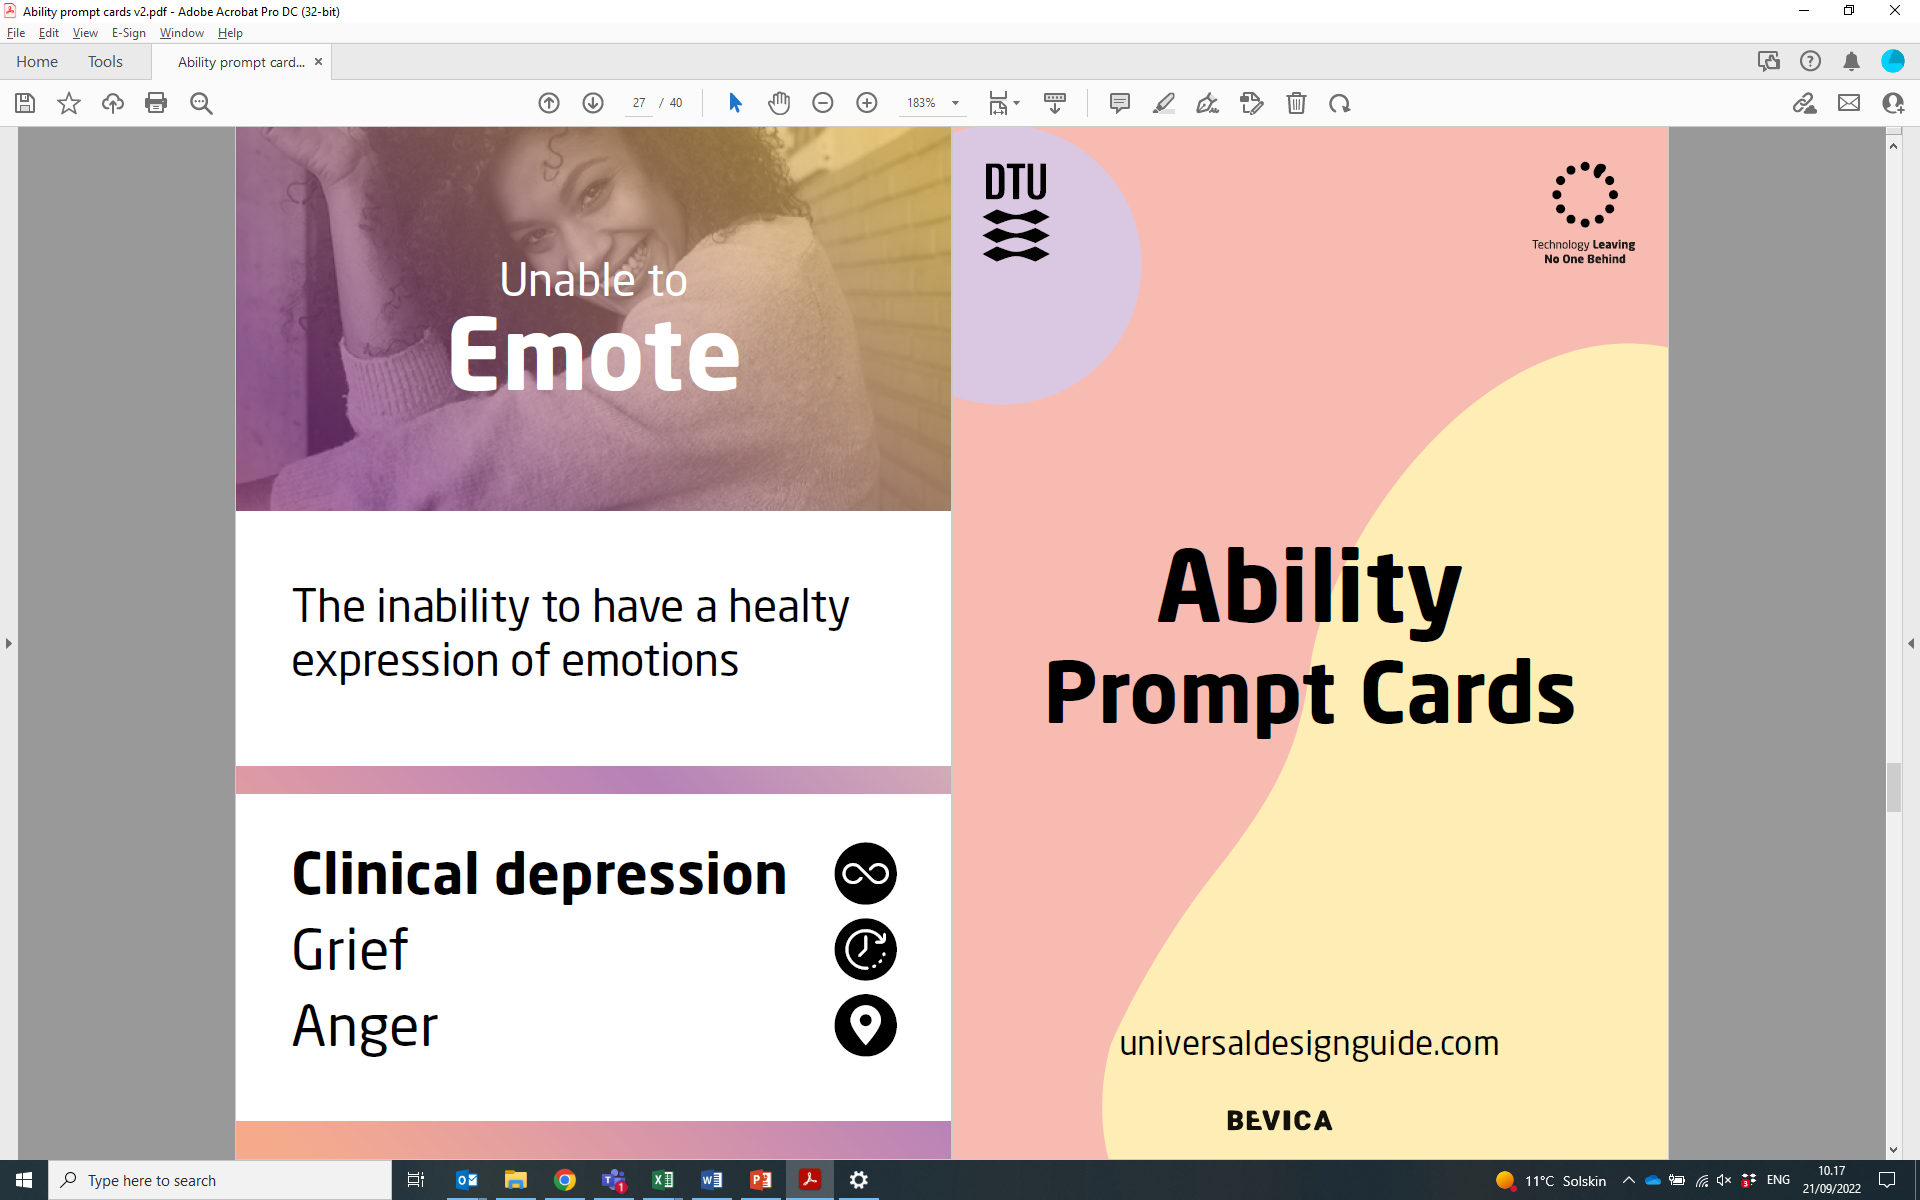 Ability prompt cards v2.pdf - Adobe Acrobat Pro DC (32-bit)
File Edit View E-Sign Window Help
Home Tools Ability prompt card... ×
27 / 40 183%
Unable to
Emote
The inability to have a healty
expression of emotions
Clinical depression
Grief
Anger
DTU
Technology Leaving
No One Behind
Ability
Prompt Cards
universaldesignguide.com
BEVICA
Type here to search
11°C Solskin
ENG
10.17
21/09/2022